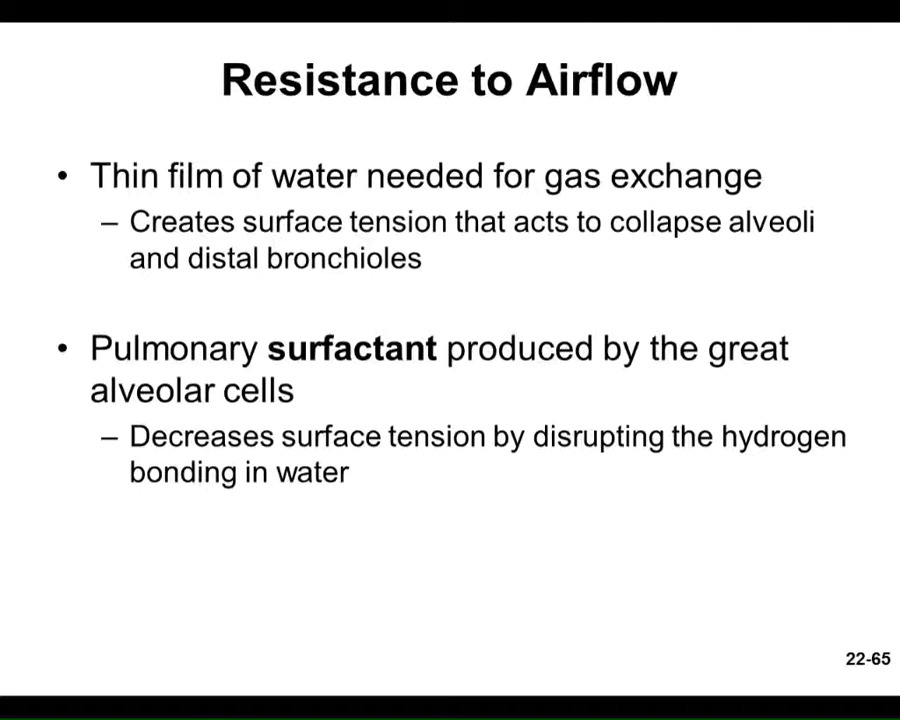 Resistance to Airflow
• Thin film of water needed for gas exchange
– Creates surface tension that acts to collapse alveoli
and distal bronchioles
• Pulmonary surfactant produced by the great
alveolar cells
– Decreases surface tension by disrupting the hydrogen
bonding in water
22-65